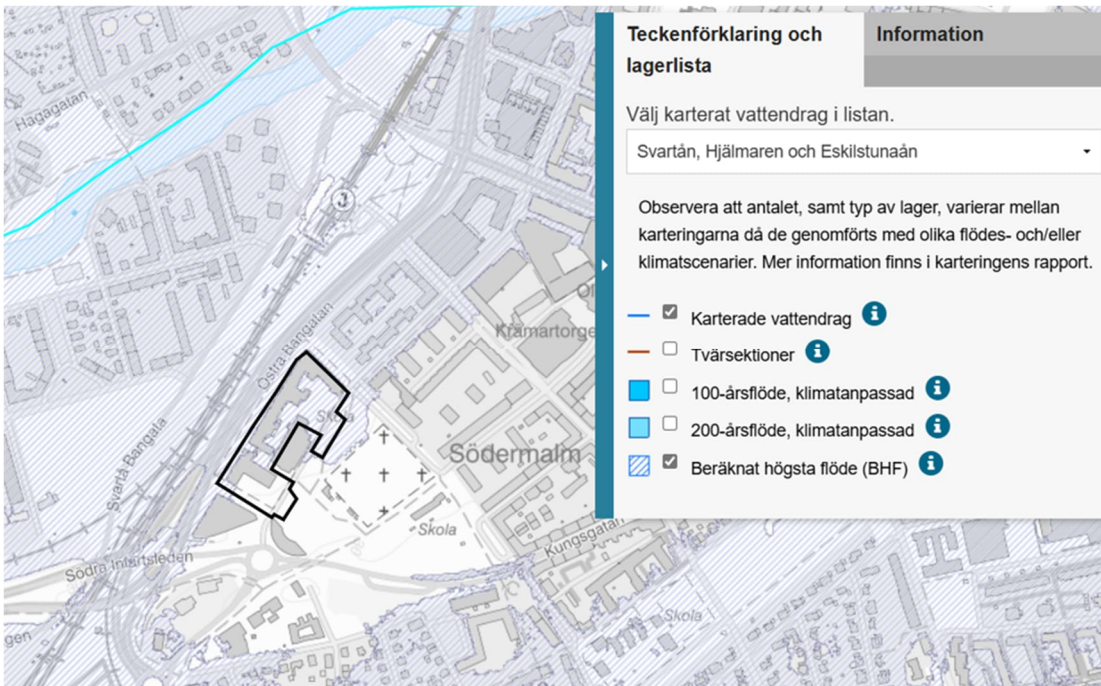 Teckenförklaring och
lagerlista
Information
Välj karterat vattendrag i listan.
Svartån, Hjälmaren och Eskilstunaån
Observera att antalet, samt typ av lager, varierar mellan
karteringarna då de genomförts med olika flödes- och/eller
klimatscenarier. Mer information finns i karteringens rapport.
Karterade vattendrag
Tvärsektioner
100-årsflöde, klimatanpassad
200-årsflöde, klimatanpassad
Beräknat högsta flöde (BHF)
Hagagatan
Östra Bangatan
Krämartorge
Skola
Södermalm
Svartå Bangata
Skola
Kungsgatan
Södra Infartsleden
Skola
gen